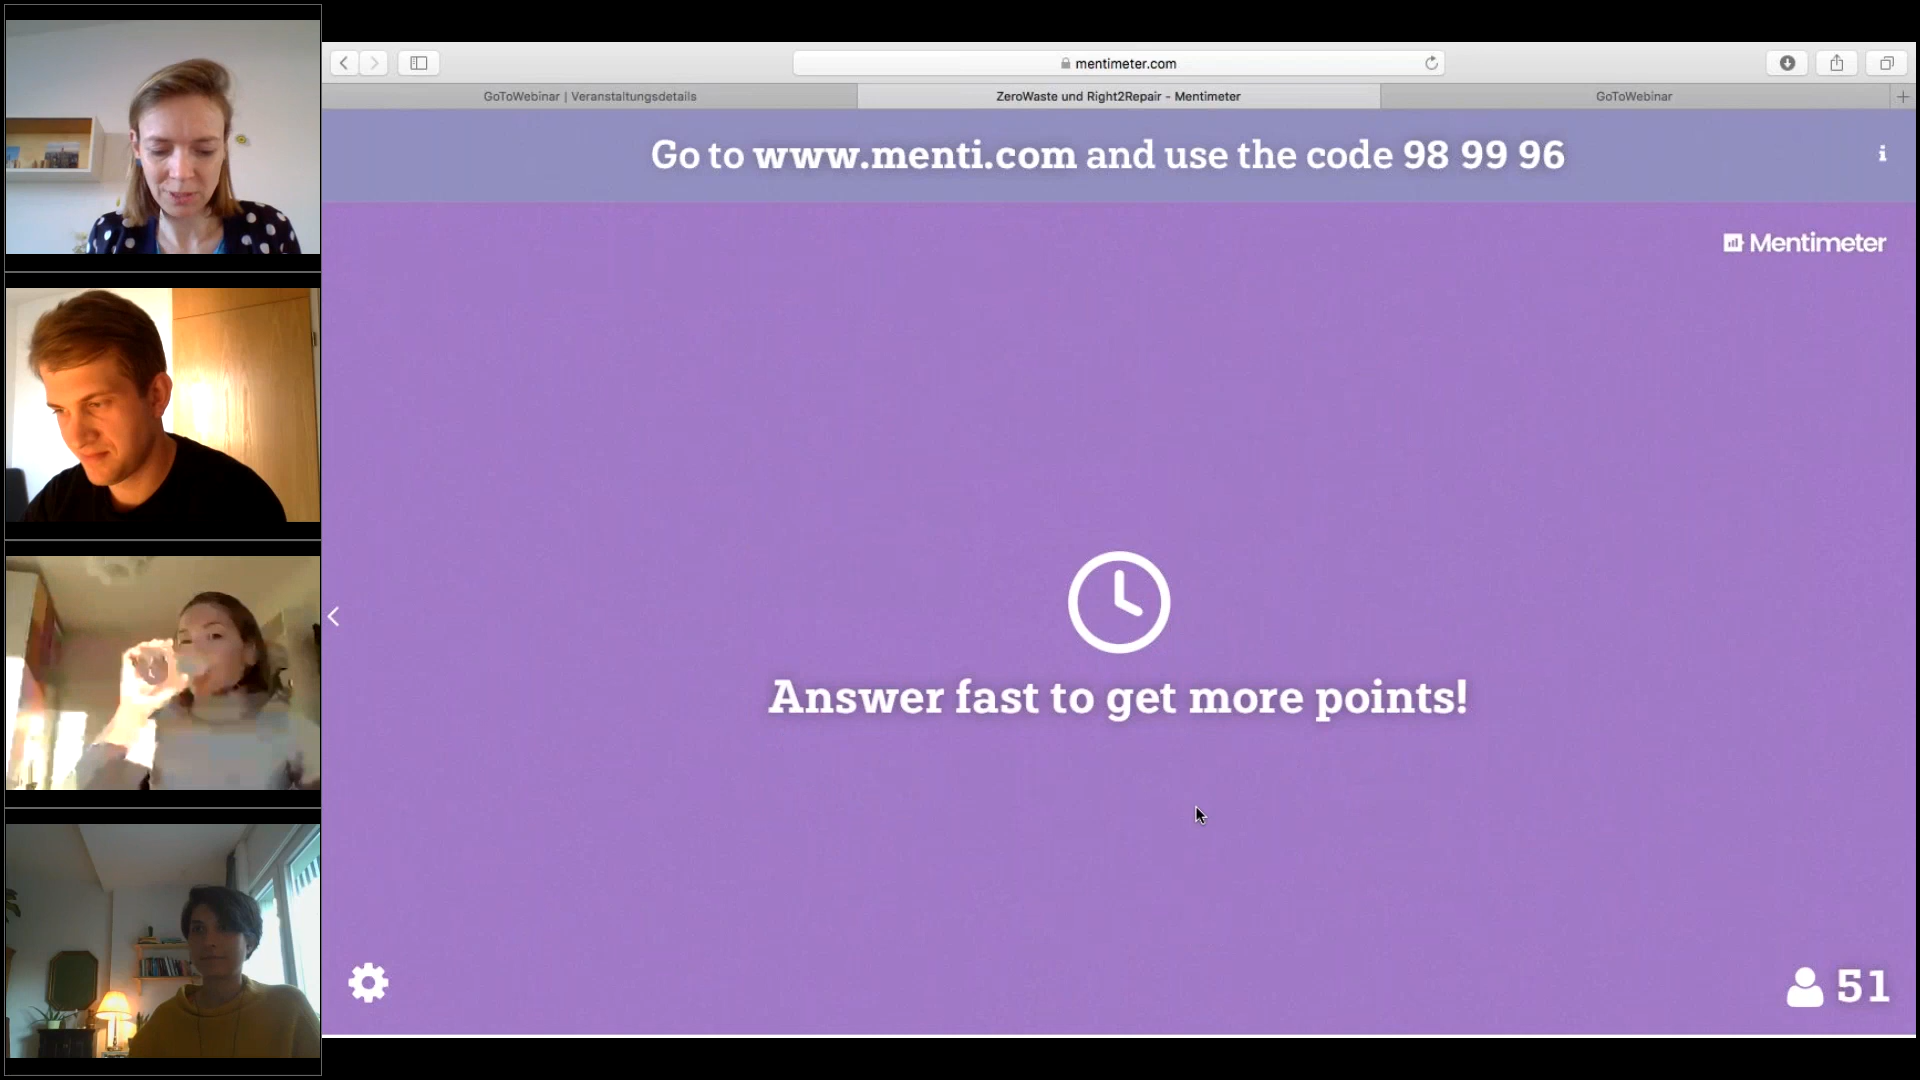 mentimeter.com
GoToWebinar | Veranstaltungsdetails
ZeroWaste und Right2Repair - Mentimeter
GoToWebinar
Go to www.menti.com and use the code 98 99 96
Mentimeter
Answer fast to get more points!
51